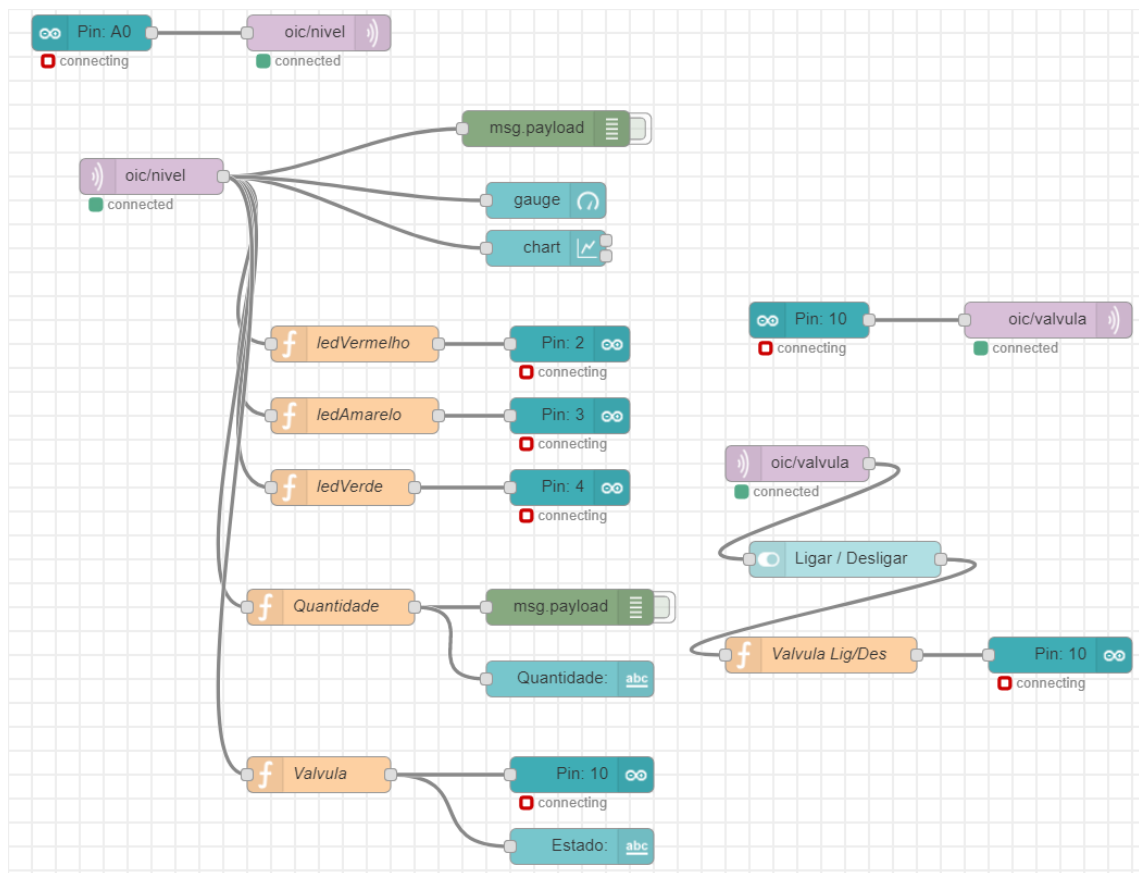 Pin: A0
connecting
oic/nivel
connected
msg.payload
oic/nivel
connected
gauge
chart
Pin: 10
connecting
oic/valvula
connected
ledVermelho
Pin: 2
connecting
ledAmarelo
Pin: 3
connecting
oic/valvula
connected
ledVerde
Pin: 4
connecting
Ligar / Desligar
Quantidade
msg.payload
Valvula Lig/Des
Pin: 10
connecting
Quantidade:
abc
Valvula
Pin: 10
connecting
Estado:
abc